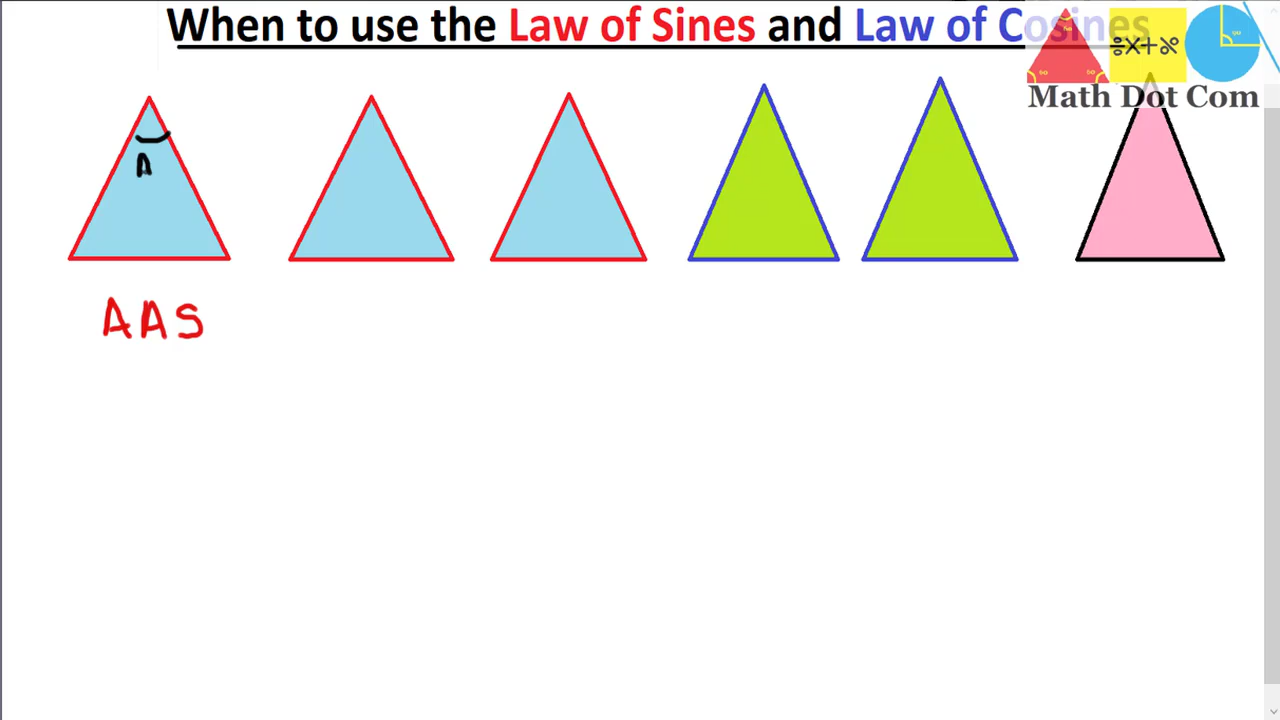 When to use the Law of Sines and Law of Cosines
÷x+%
Math Dot Com
A
AAS